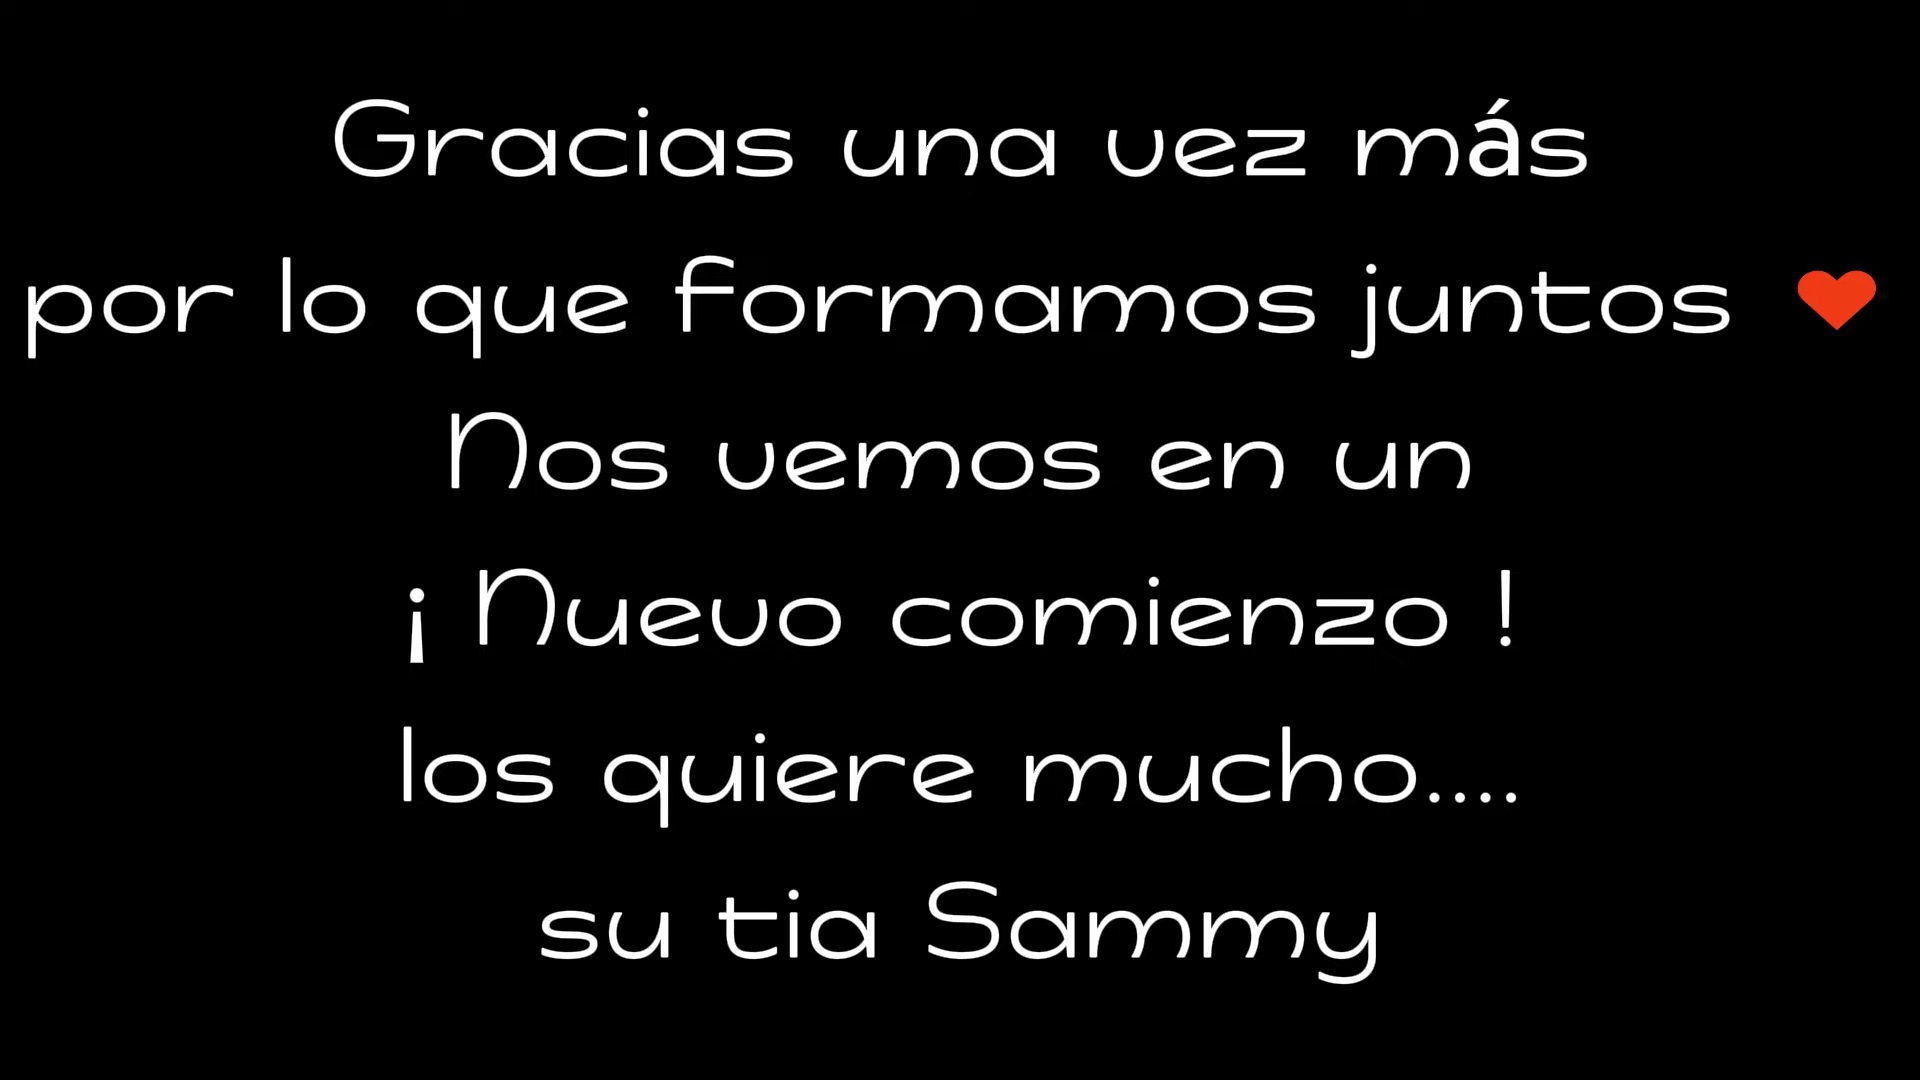 Gracias una vez más
por lo que formamos juntos ❤
Nos vemos en un
¡ Nuevo comienzo !
los quiere mucho....
su tia Sammy